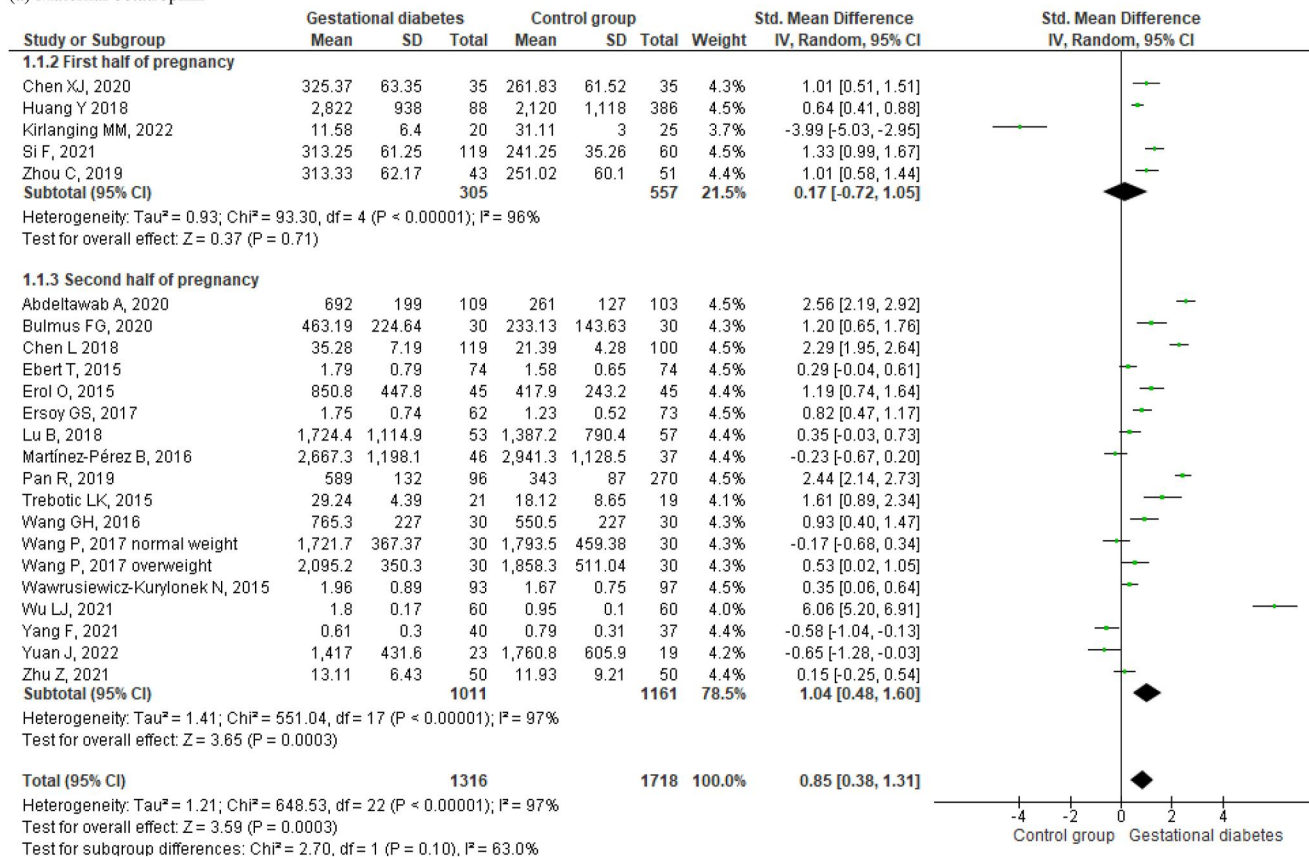 Gestational diabetes Control group Std. Mean Difference Std. Mean Difference
Study or Subgroup Mean SD Total Mean SD Total Weight IV, Random, 95% CI IV, Random, 95% CI
1.1.2 First half of pregnancy
Chen XJ, 2020 325.37 63.35 35 261.83 61.52 35 4.3% 1.01 [0.51, 1.51]
Huang Y 2018 2,822 938 88 2,120 1,118 386 4.5% 0.64 [0.41, 0.88]
Kirlanging MM, 2022 11.58 6.4 20 31.11 3 25 3.7% -3.99 [-5.03, -2.95]
Si F, 2021 313.25 61.25 119 241.25 35.26 60 4.5% 1.33 [0.99, 1.67]
Zhou C, 2019 313.33 62.17 43 251.02 60.1 51 4.4% 1.01 [0.58, 1.44]
Subtotal (95% CI) 305 557 21.5% 0.17 [-0.72, 1.05]
Heterogeneity: Tau² = 0.93; Chi² = 93.30, df = 4 (P < 0.00001); I² = 96%
Test for overall effect: Z = 0.37 (P = 0.71)
1.1.3 Second half of pregnancy
Abdeltawab A, 2020 692 199 109 261 127 103 4.5% 2.56 [2.19, 2.92]
Bulmus FG, 2020 463.19 224.64 30 233.13 143.63 30 4.3% 1.20 [0.65, 1.76]
Chen L 2018 35.28 7.19 119 21.39 4.28 100 4.5% 2.29 [1.95, 2.64]
Ebert T, 2015 1.79 0.79 74 1.58 0.65 74 4.5% 0.29 [-0.04, 0.61]
Erol O, 2015 850.8 447.8 45 417.9 243.2 45 4.4% 1.19 [0.74, 1.64]
Ersoy GS, 2017 1.75 0.74 62 1.23 0.52 73 4.4% 0.82 [0.47, 1.17]
Lu B, 2018 1,724.4 1,114.9 53 1,387.2 790.4 57 4.4% 0.35 [-0.03, 0.73]
Martínez-Pérez B, 2016 2,667.3 1,198.1 46 2,941.3 1,128.5 37 4.4% -0.23 [-0.67, 0.20]
Pan R, 2019 589 132 96 343 87 270 4.5% 2.44 [2.14, 2.73]
Trebotic LK, 2015 29.24 4.39 21 18.12 8.65 19 4.1% 1.61 [0.89, 2.34]
Wang GH, 2016 765.3 227 30 550.5 227 30 4.3% 0.93 [0.40, 1.47]
Wang P, 2017 normal weight 1,721.7 367.37 30 1,793.5 459.38 30 4.3% -0.17 [-0.68, 0.34]
Wang P, 2017 overweight 2,095.2 350.3 30 1,858.3 511.04 30 4.3% 0.53 [0.02, 1.05]
Wawrusiewicz-Kurylonek N, 2015 1.96 0.89 93 1.67 0.75 97 4.5% 0.35 [0.06, 0.64]
Wu LJ, 2021 1.8 0.17 60 0.95 0.1 60 4.0% 6.06 [5.20, 6.91]
Yang F, 2021 0.61 0.3 40 0.79 0.31 37 4.4% -0.58 [-1.04, -0.13]
Yuan J, 2022 1,417 431.6 23 1,760.8 605.9 19 4.2% -0.65 [-1.28, -0.03]
Zhu Z, 2021 13.11 6.43 50 11.93 9.21 50 4.4% 0.15 [-0.25, 0.54]
Subtotal (95% CI) 1011 1161 78.5% 1.04 [0.48, 1.60]
Heterogeneity: Tau² = 1.41; Chi² = 551.04, df = 17 (P < 0.00001); I² = 97%
Test for overall effect: Z = 3.65 (P = 0.0003)
Total (95% CI) 1316 1718 100.0% 0.85 [0.38, 1.31]
Heterogeneity: Tau² = 1.21; Chi² = 648.53, df = 22 (P < 0.00001); I² = 97%
Test for overall effect: Z = 3.59 (P = 0.0003)
Test for subgroup differences: Chi² = 2.70, df = 1 (P = 0.10), I² = 63.0%
-4 -2 0 2 4
Control group Gestational diabetes